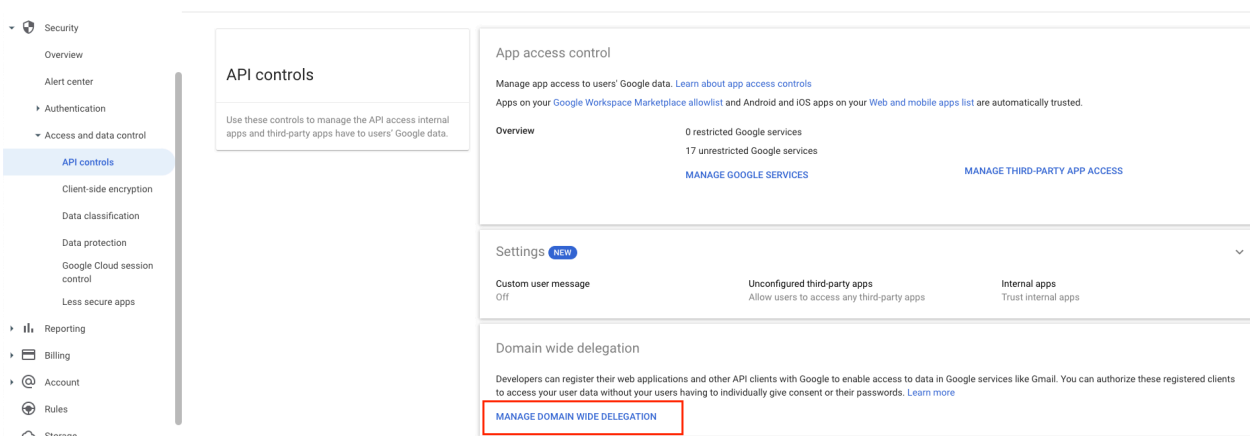 Security
Overview
Alert center
Authentication
Access and data control
API controls
Client-side encryption
Data classification
Data protection
Google Cloud session
control
Less secure apps
Reporting
Billing
Account
Rules
Storage
API controls
Use these controls to manage the API access internal
apps and third-party apps have to users' Google data.
App access control
Manage app access to users' Google data. Learn about app access controls
Apps on your Google Workspace Marketplace allowlist and Android and iOS apps on your Web and mobile apps list are automatically trusted.
Overview
0 restricted Google services
17 unrestricted Google services
MANAGE GOOGLE SERVICES
MANAGE THIRD-PARTY APP ACCESS
Settings NEW
Custom user message
Off
Unconfigured third-party apps
Allow users to access any third-party apps
Internal apps
Trust internal apps
Domain wide delegation
Developers can register their web applications and other API clients with Google to enable access to data in Google services like Gmail. You can authorize these registered clients
to access your user data without your users having to individually give consent or their passwords. Learn more
MANAGE DOMAIN WIDE DELEGATION